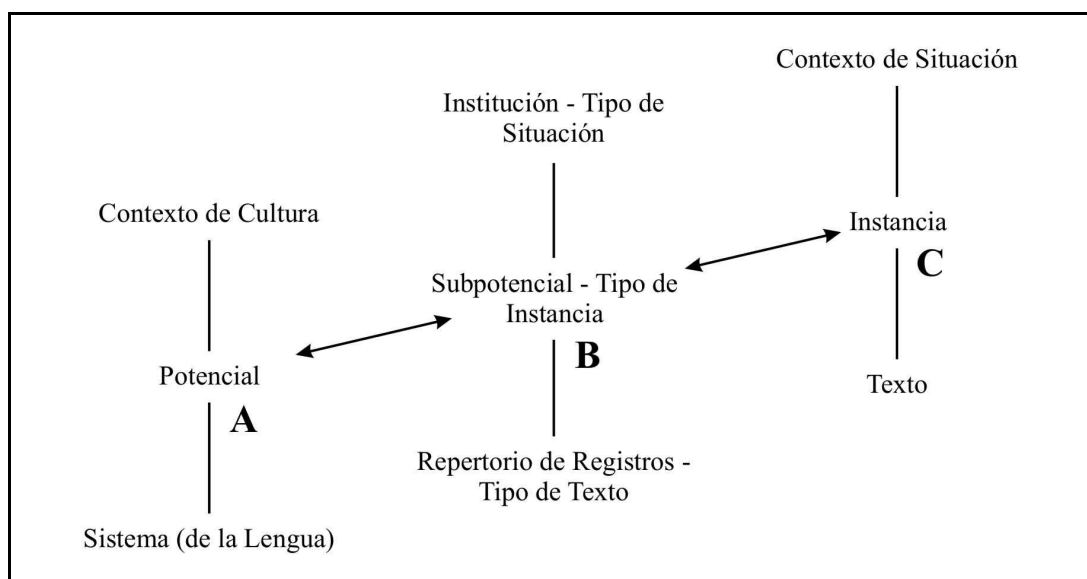 Contexto de Situación
Institución - Tipo de
Situación
Contexto de Cultura
Instancia
C
Subpotencial - Tipo de
Instancia
B
Potencial
A
Texto
Repertorio de Registros -
Tipo de Texto
Sistema (de la Lengua)